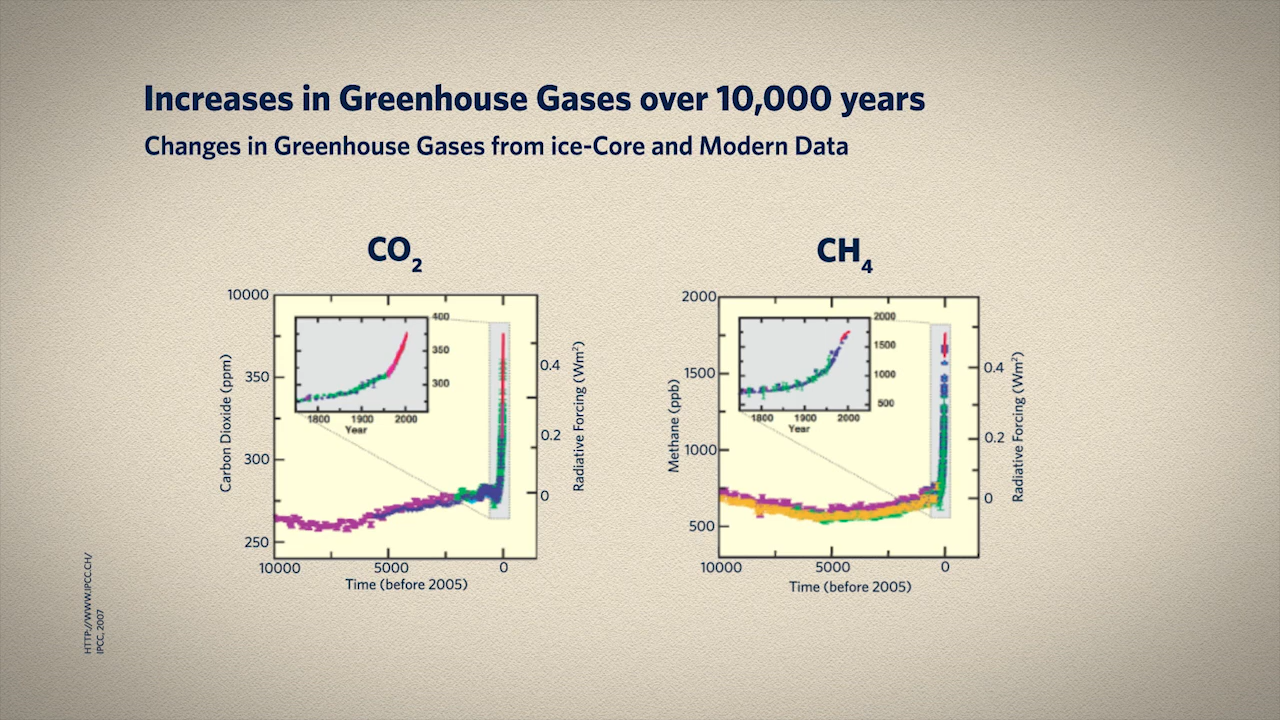 Increases in Greenhouse Gases over 10,000 years
Changes in Greenhouse Gases from ice-Core and Modern Data
CO2
10000
350
300
250
Carbon Dioxide (ppm)
400
350
300
1800 1900 2000
Year
0.4
0.2
0
Radiative Forcing (Wm²)
10000 5000 0
Time (before 2005)
CH4
2000
1500
1000
500
Methane (ppb)
2000
1500
1000
500
1800 1900 2000
Year
0.4
0.2
0
Radiative Forcing (Wm²)
10000 5000 0
Time (before 2005)
HTTP://WWW.IPCC.CH/
IPCC, 2007